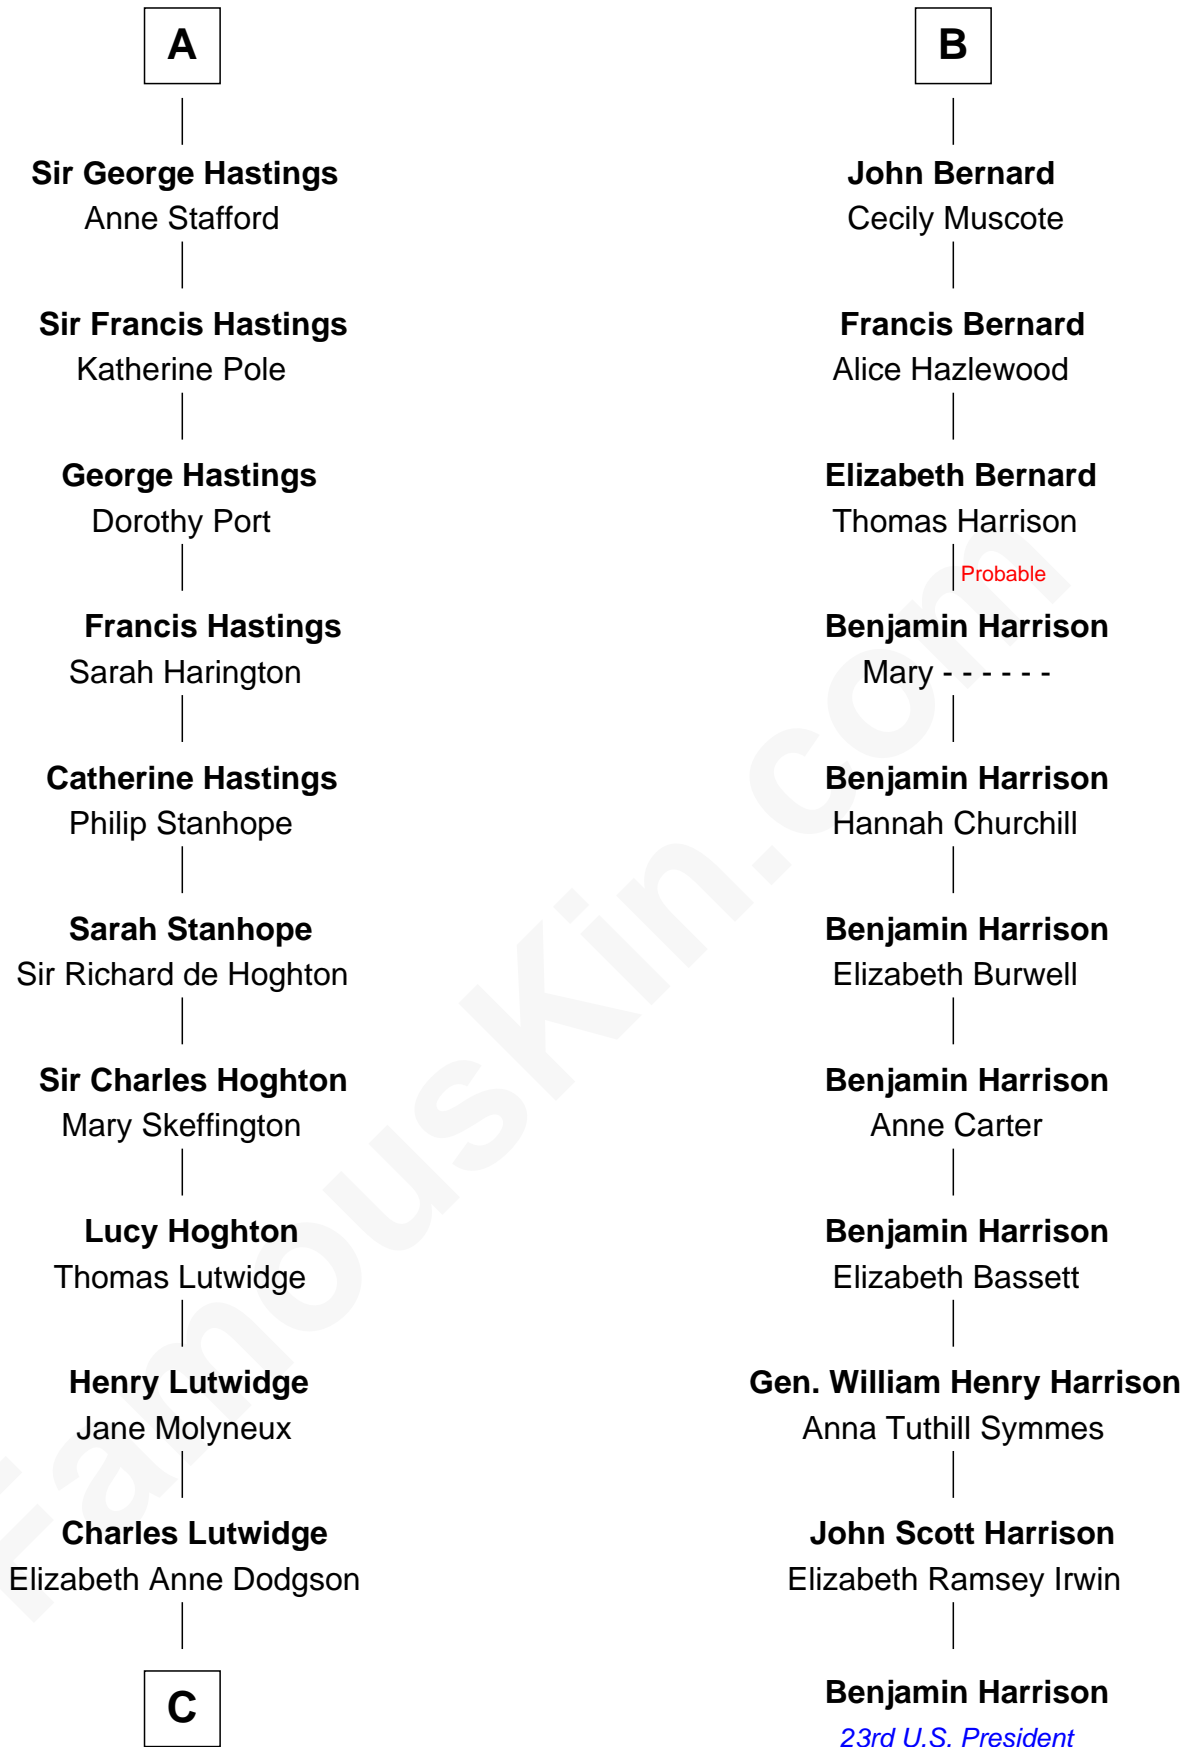 A
Sir George Hastings
Anne Stafford
Sir Francis Hastings
Katherine Pole
George Hastings
Dorothy Port
Francis Hastings
Sarah Harington
Catherine Hastings
Philip Stanhope
Sarah Stanhope
Sir Richard de Hoghton
Sir Charles Hoghton
Mary Skeffington
Lucy Hoghton
Thomas Lutwidge
Henry Lutwidge
Jane Molyneux
Charles Lutwidge
Elizabeth Anne Dodgson
C
B
John Bernard
Cecily Muscote
Francis Bernard
Alice Hazlewood
Elizabeth Bernard
Thomas Harrison
Probable
Benjamin Harrison
Mary - - - - - -
Benjamin Harrison
Hannah Churchill
Benjamin Harrison
Elizabeth Burwell
Benjamin Harrison
Anne Carter
Benjamin Harrison
Elizabeth Bassett
Gen. William Henry Harrison
Anna Tuthill Symmes
John Scott Harrison
Elizabeth Ramsey Irwin
Benjamin Harrison
23rd U.S. President
FamousKin.com